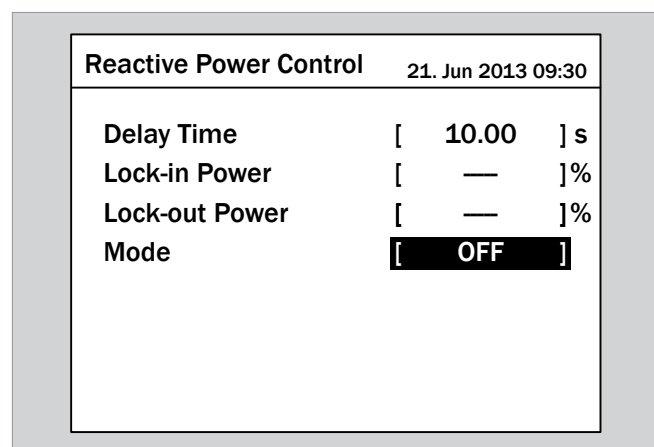 Reactive Power Control 21. Jun 2013 09:30
Delay Time [ 10.00 ] s
Lock-in Power [ — ]%
Lock-out Power [ — ]%
Mode [ OFF ]